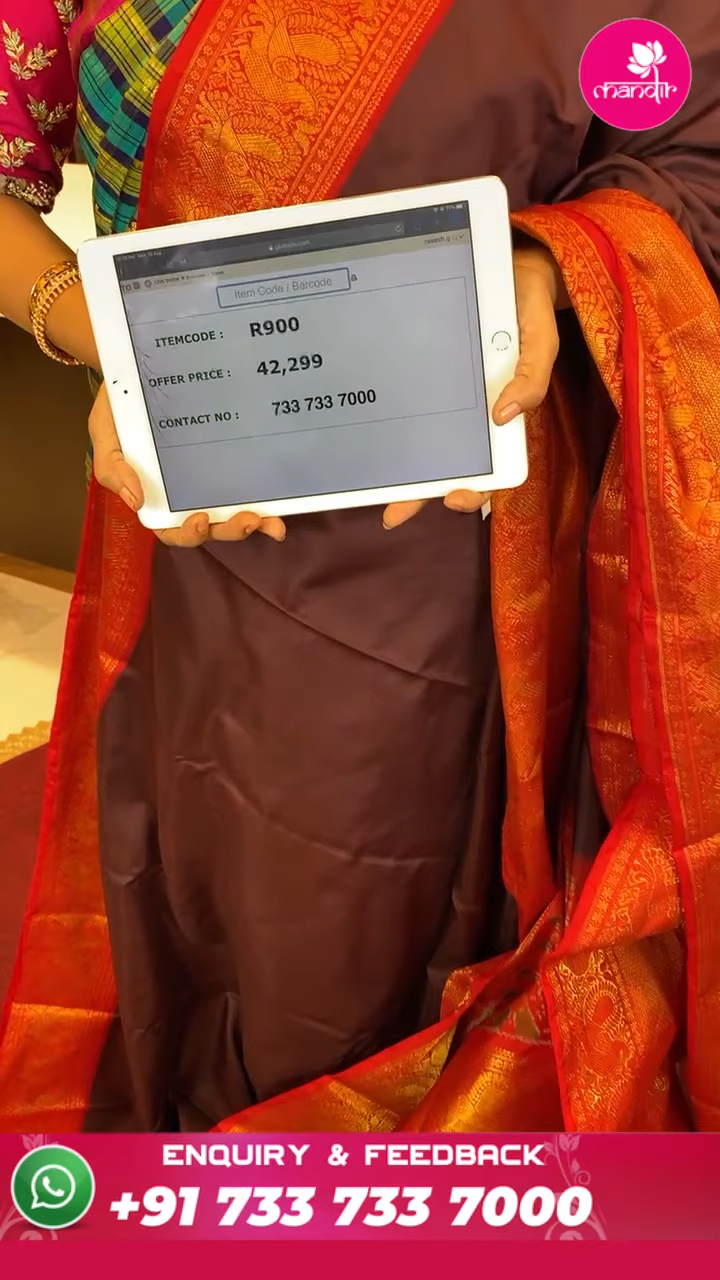 mandir
Item Code / Barcode
ITEMCODE : R900
OFFER PRICE : 42,299
CONTACT NO : 733 733 7000
ENQUIRY & FEEDBACK
+91 733 733 7000